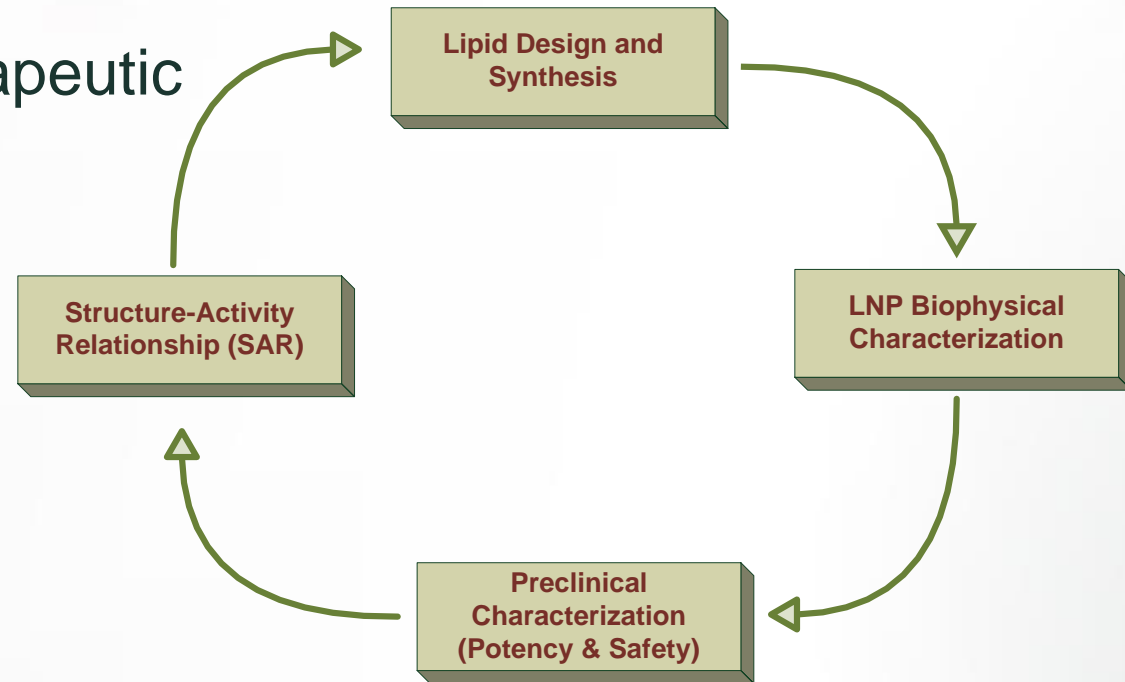 apeutic
Lipid Design and
Synthesis
Structure-Activity
Relationship (SAR)
LNP Biophysical
Characterization
Preclinical
Characterization
(Potency & Safety)